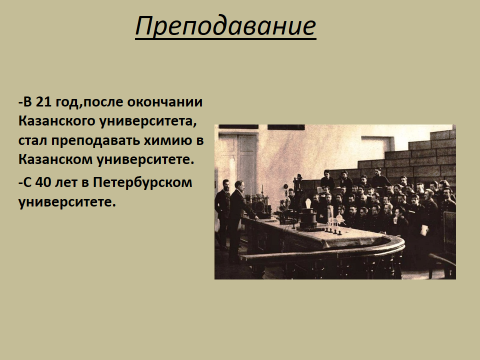 Преподавание
-В 21 год,после окончании
Казанского университета,
стал преподавать химию в
Казанском университете.
-С 40 лет в Петербурском
университете.